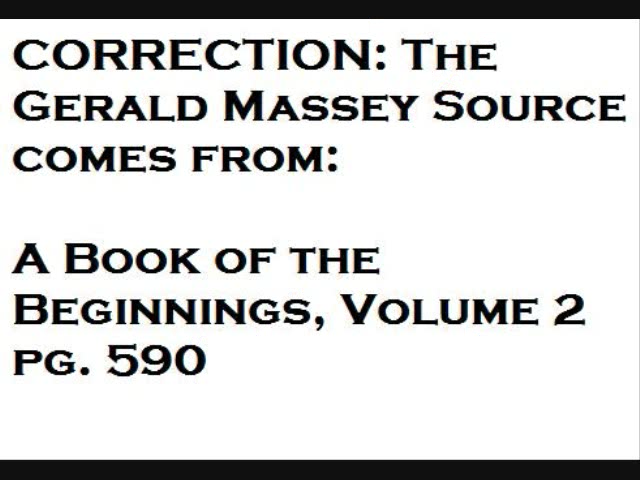 CORRECTION: The
Gerald Massey Source
comes from:
A Book of the
Beginnings, Volume 2
pg. 590